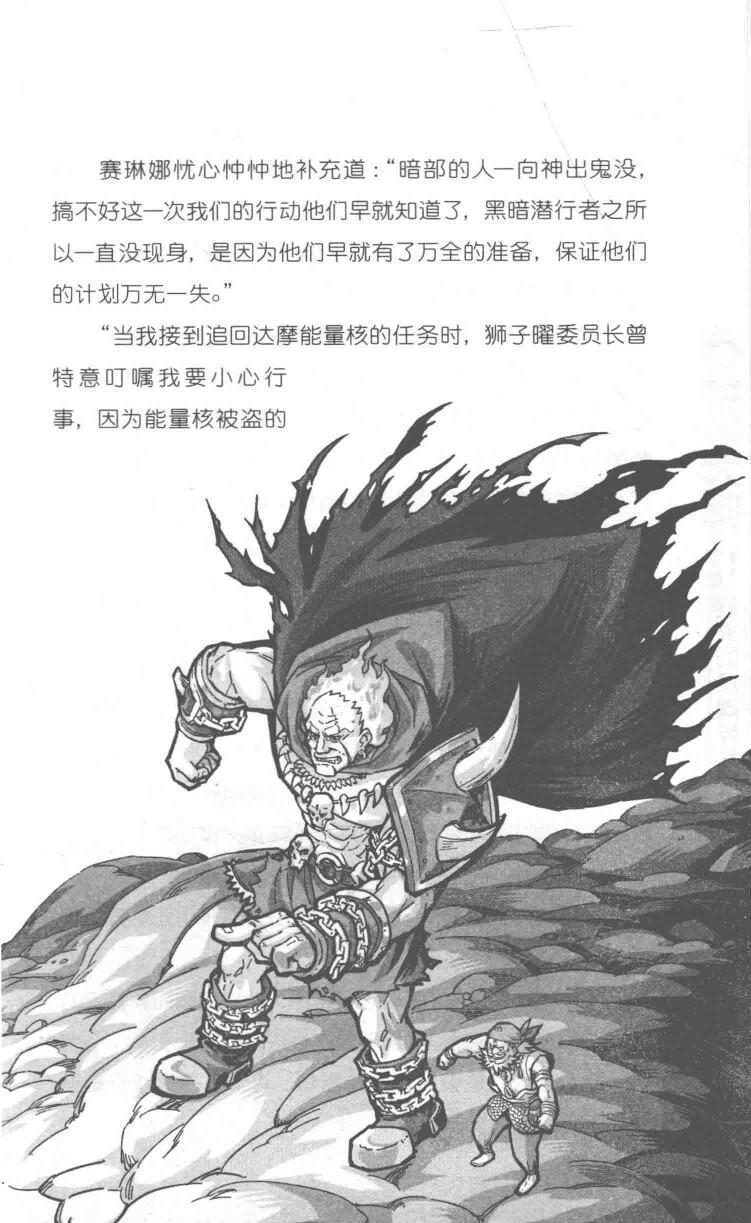 赛琳娜忧心忡忡地补充道：“暗部的人一向神出鬼没，
搞不好这一次我们的行动他们早就知道了，黑暗潜行者之所
以一直没现身，是因为他们早就有了万全的准备，保证他们
的计划万无一失。”
“当我接到追回达摩能量核的任务时，狮子曜委员长曾
特意叮嘱我要小心行
事，因为能量核被盗的